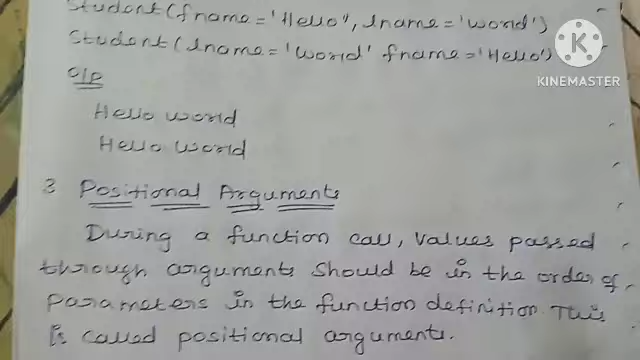 Student(fname='Hello", lname='world')
Student(lname='World' fname='Hello')
O/p
Hello world
Hello World
3 Positional Arguments
During a function call, values passed
through arguments should be in the order of
Parameters in the function definition. This
is called positional arguments.
K
KINEMASTER